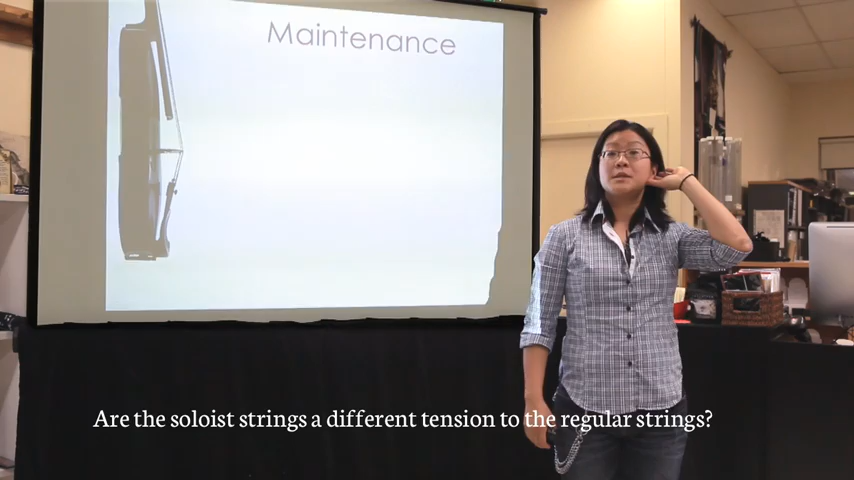 Maintenance
Are the soloist strings a different tension to the regular strings?